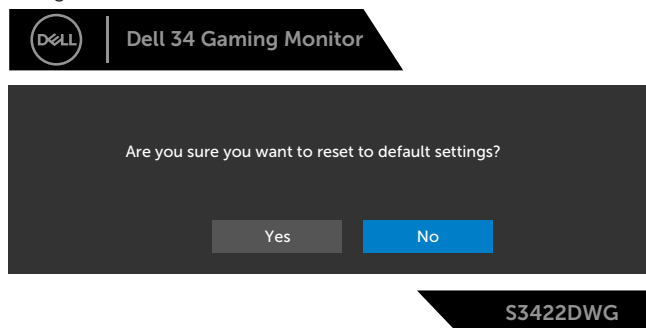 DELL
Dell 34 Gaming Monitor
Are you sure you want to reset to default settings?
Yes No
S3422DWG